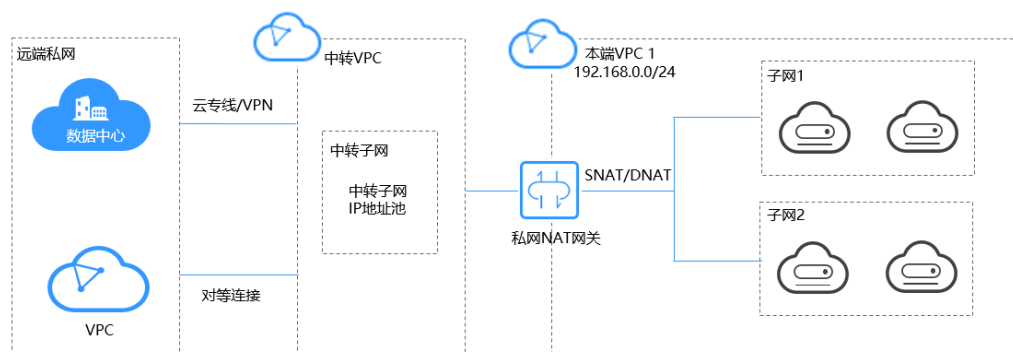 远端私网
数据中心
VPC
云专线/VPN
对等连接
中转VPC
中转子网
中转子网
IP地址池
本端VPC 1
192.168.0.0/24
私网NAT网关
SNAT/DNAT
子网1
子网2